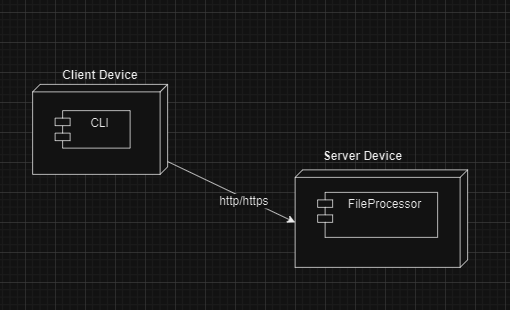 Client Device
CLI
Server Device
http/https
FileProcessor